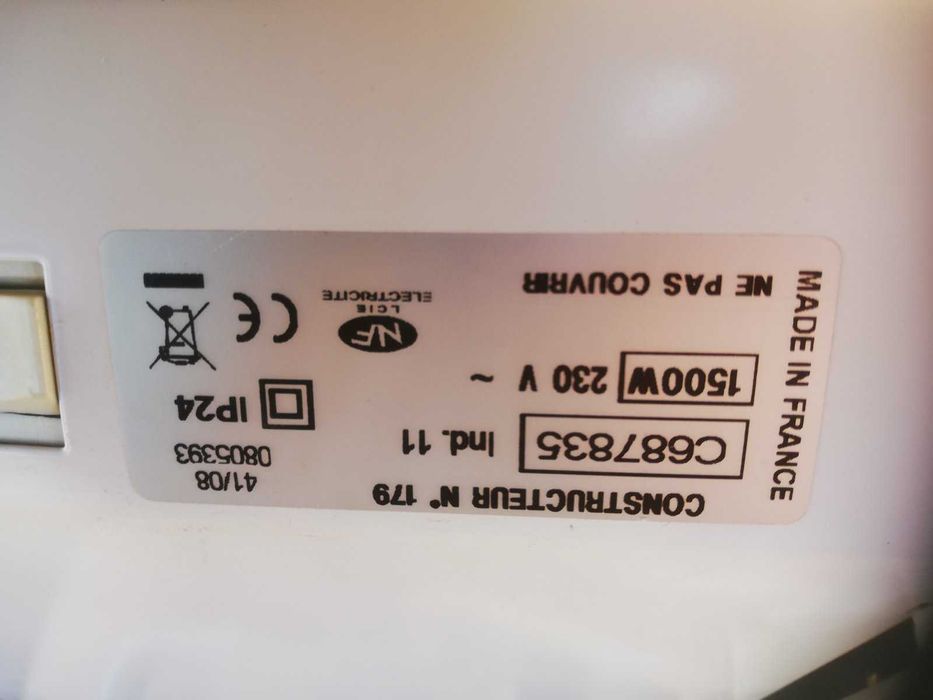 CONSTRUCTEUR N° 179
41/08
C687835 Ind. 11
0805393
1500W 230 V ~
IP24
NF
LCIE
ELECTRICITE
CE
NE PAS COUVRIR
MADE IN FRANCE